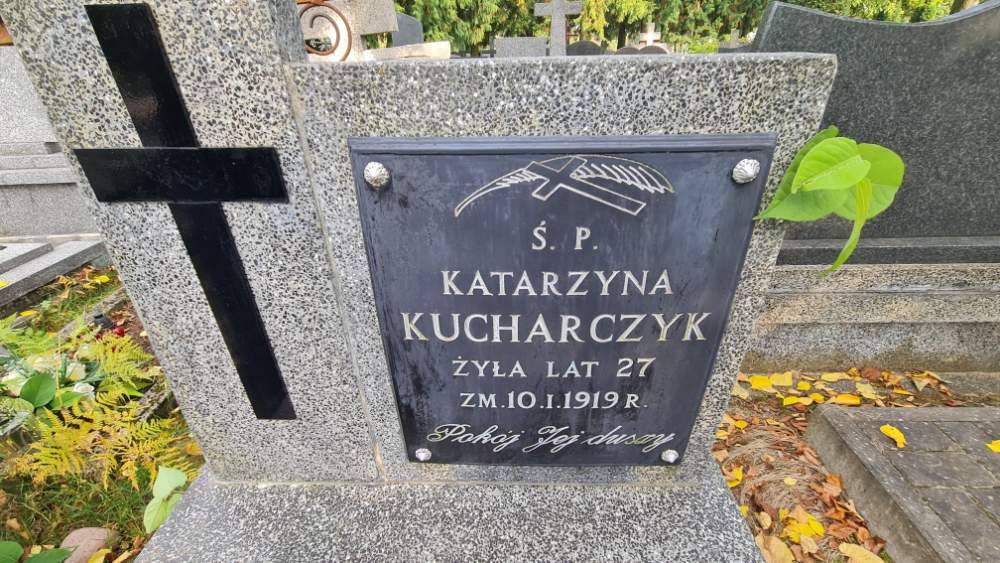 Ś. P.
KATARZYNA
KUCHARCZYK
ŻYŁA LAT 27
ZM.10.I.1919 R.
Pokój Jej duszy